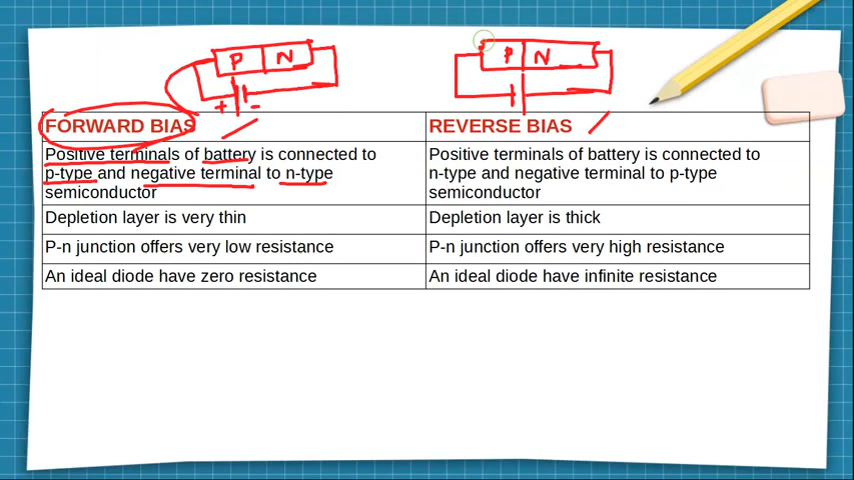 P N
P N
+ -
FORWARD BIAS
REVERSE BIAS
Positive terminals of battery is connected to
p-type and negative terminal to n-type
semiconductor
Positive terminals of battery is connected to
n-type and negative terminal to p-type
semiconductor
Depletion layer is very thin
Depletion layer is thick
P-n junction offers very low resistance
P-n junction offers very high resistance
An ideal diode have zero resistance
An ideal diode have infinite resistance